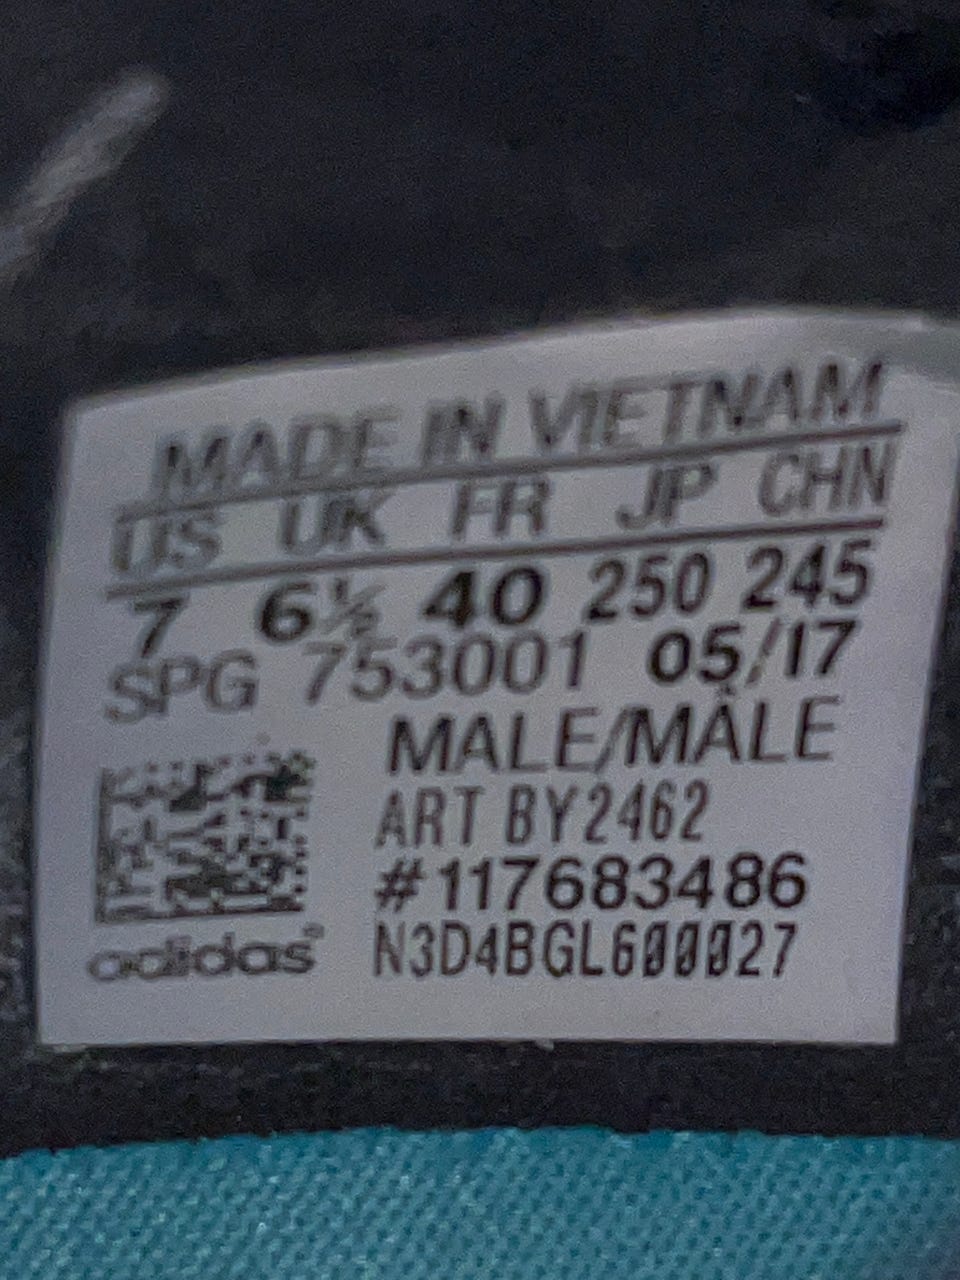 MADE IN VIETNAM
US UK FR JP CHN
7 6½ 40 250 245
SPG 753001 05/17
MALE/MÂLE
ART BY2462
#117683486
adidas® N3D4BGL600027